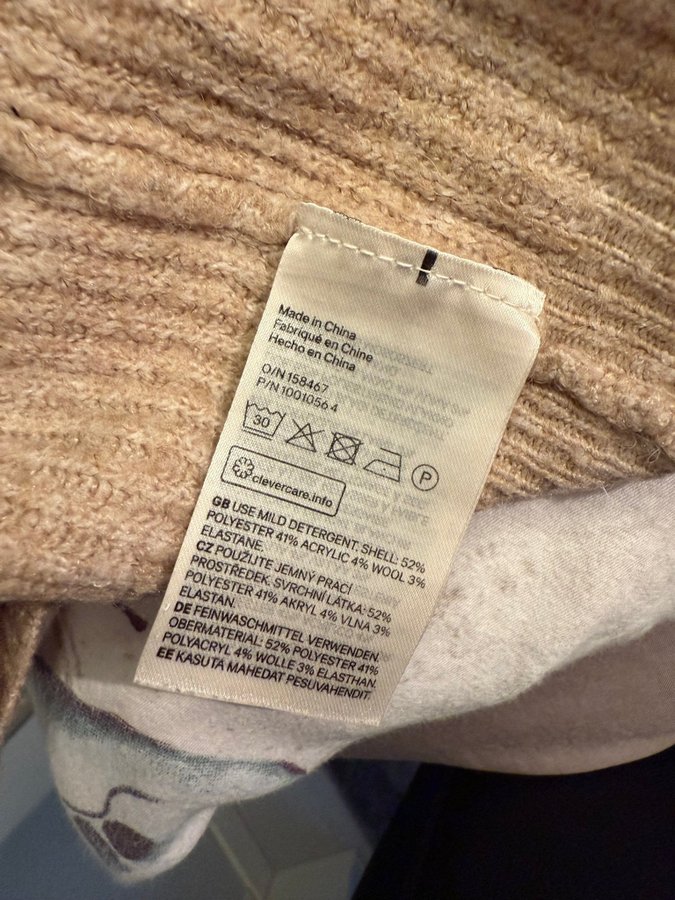 Made in China
Fabriqué en Chine
Hecho en China
O/N 158467
P/N 10010564
30
P
clevercare.info
GB USE MILD DETERGENT. SHELL: 52%
POLYESTER 41% ACRYLIC 4% WOOL 3%
ELASTANE.
CZ POUŽIJTE JEMNÝ PRACÍ
PROSTŘEDEK. SVRCHNÍ LÁTKA: 52%
POLYESTER 41% AKRYL 4% VLNA 3%
ELASTAN.
DE FEINWASCHMITTEL VERWENDEN.
OBERMATERIAL: 52% POLYESTER 41%
POLYACRYL 4% WOLLE 3% ELASTHAN.
EE KASUTA MAHEDAT PESUVAHENDIT.